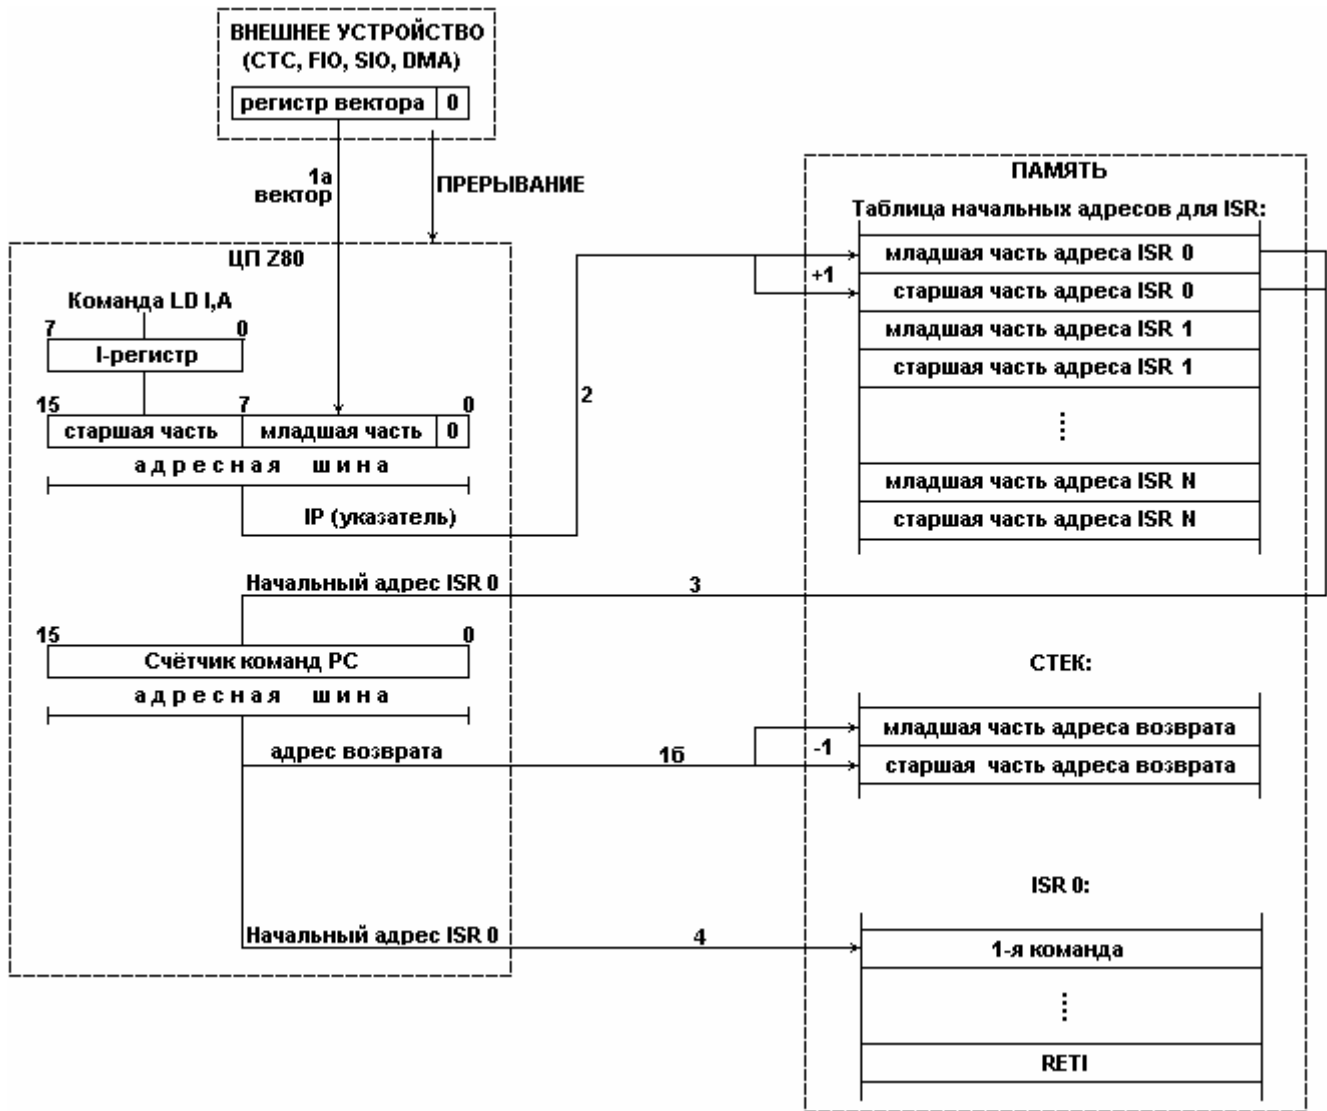 ВНЕШНЕЕ УСТРОЙСТВО
(CTC, FIO, SIO, DMA)
регистр вектора 0
1а
вектор
ПРЕРЫВАНИЕ
ЦП Z80
Команда LD I,A
7 0
I-регистр
15 7 0
старшая часть младшая часть 0
адресная шина
IP (указатель)
2
ПАМЯТЬ
Таблица начальных адресов для ISR:
младшая часть адреса ISR 0
+1
старшая часть адреса ISR 0
младшая часть адреса ISR 1
старшая часть адреса ISR 1
младшая часть адреса ISR N
старшая часть адреса ISR N
Начальный адрес ISR 0
3
15 0
Счётчик команд PC
адресная шина
адрес возврата
1б
СТЕК:
младшая часть адреса возврата
-1
старшая часть адреса возврата
ISR 0:
Начальный адрес ISR 0
4
1-я команда
RETI